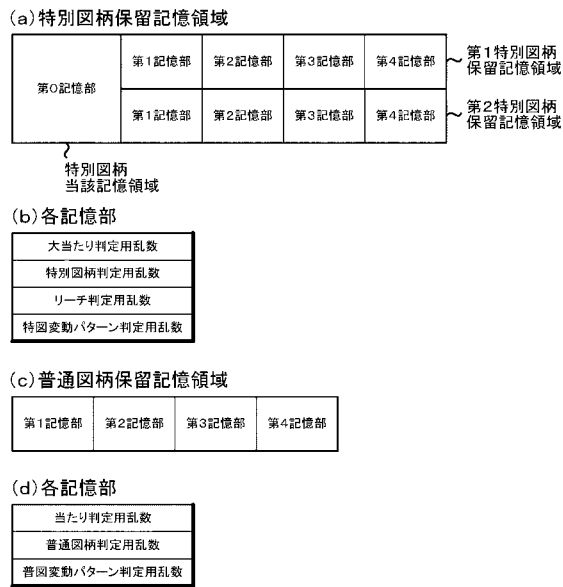 (a)特別図柄保留記憶領域
第0記憶部
第1記憶部 第2記憶部 第3記憶部 第4記憶部
第1特別図柄
保留記憶領域
第1記憶部 第2記憶部 第3記憶部 第4記憶部
第2特別図柄
保留記憶領域
特別図柄
当該記憶領域
(b)各記憶部
大当たり判定用乱数
特別図柄判定用乱数
リーチ判定用乱数
特図変動パターン判定用乱数
(c)普通図柄保留記憶領域
第1記憶部 第2記憶部 第3記憶部 第4記憶部
(d)各記憶部
当たり判定用乱数
普通図柄判定用乱数
普図変動パターン判定用乱数